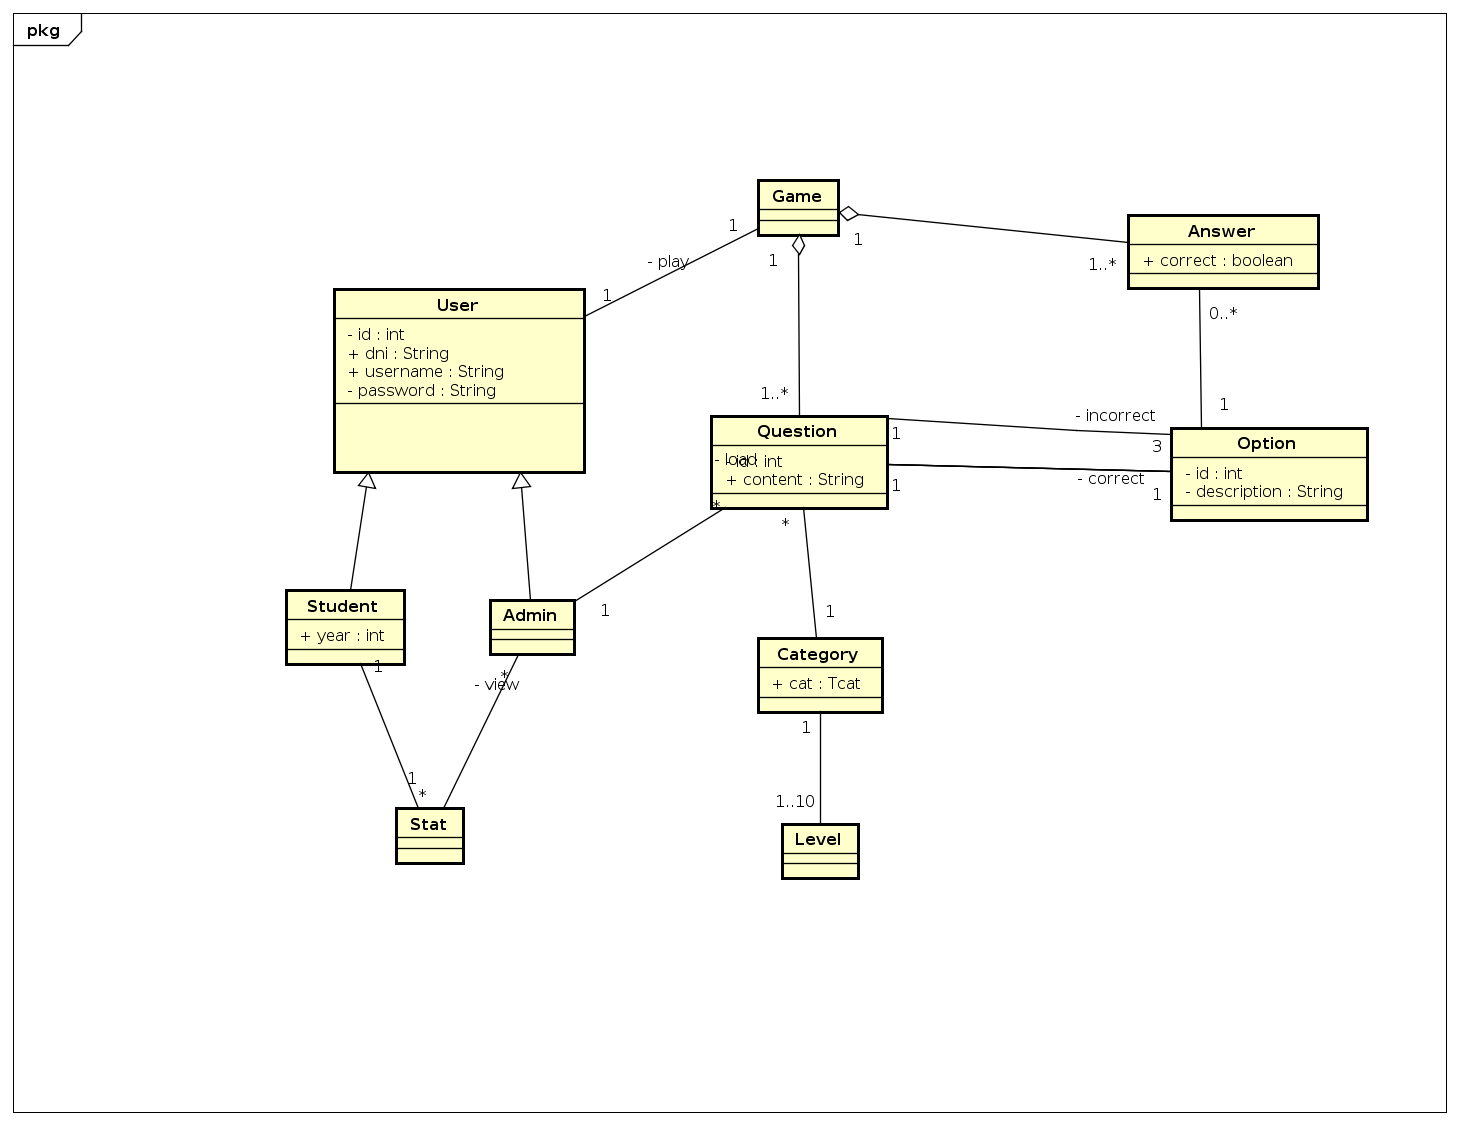 pkg
Game
1
1
- play
1
1
1..*
Answer
+ correct : boolean
0..*
1
User
- id : int
+ dni : String
+ username : String
- password : String
1
1..*
Question
- load
- id : int
+ content : String
*
1
- incorrect
3
1
- correct
1
Option
- id : int
- description : String
*
1
Student
+ year : int
1
Admin
1
*
- view
1
*
Stat
Category
+ cat : Tcat
1
1..10
Level